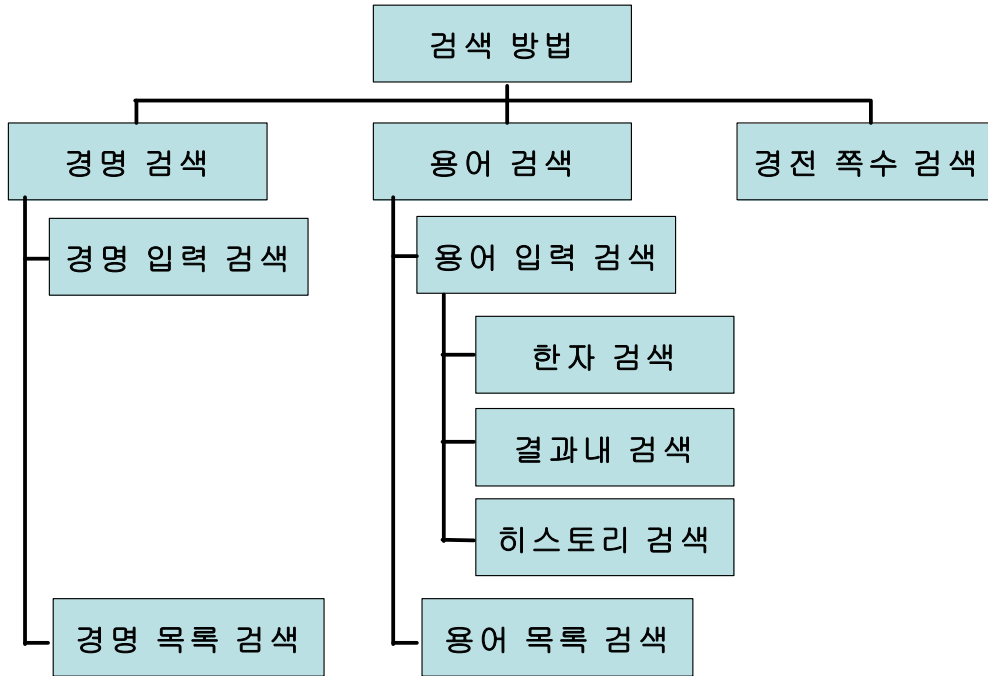 검색 방법
경명 검색
용어 검색
경전 쪽수 검색
경명 입력 검색
용어 입력 검색
한자 검색
결과내 검색
히스토리 검색
경명 목록 검색
용어 목록 검색